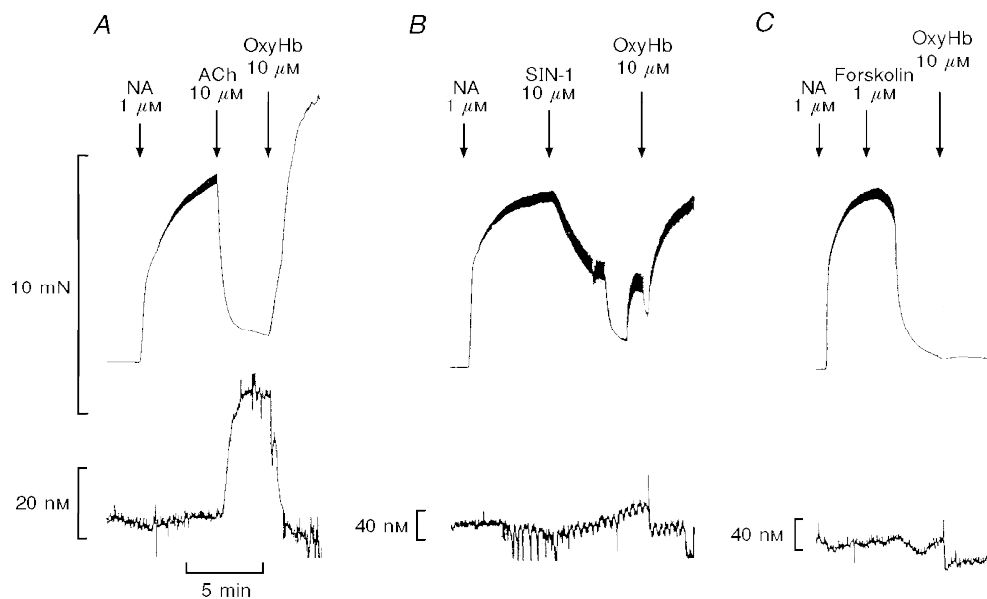 A
B
C
OxyHb
10 μM
ACh
10 μM
NA
1 μM
OxyHb
10 μM
SIN-1
10 μM
NA
1 μM
OxyHb
10 μM
Forskolin
1 μM
NA
1 μM
10 mN
20 nM
40 nM
40 nM
5 min